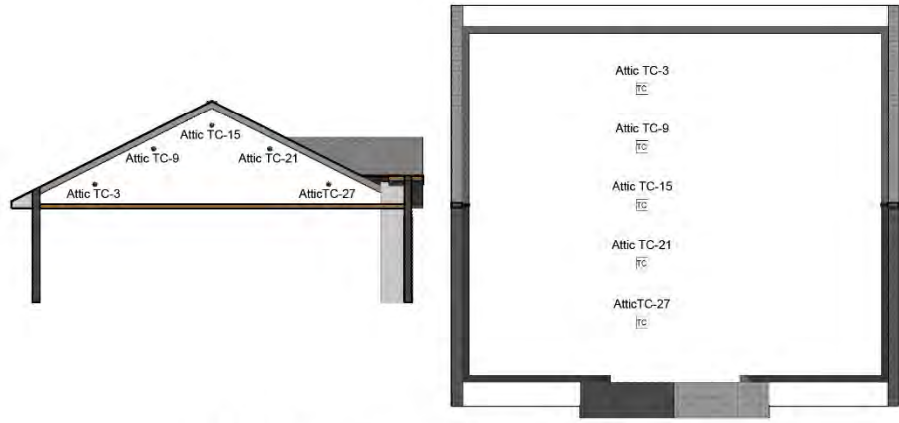 Attic TC-15
Attic TC-9
Attic TC-21
Attic TC-3
AtticTC-27
Attic TC-3
TC
Attic TC-9
TC
Attic TC-15
TC
Attic TC-21
TC
AtticTC-27
TC